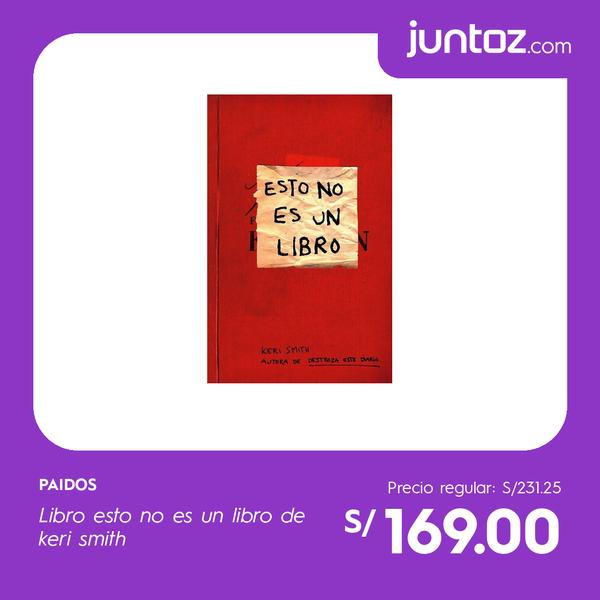 juntoz.com
ESTO NO
ES UN
LIBRO
KERI SMITH
AUTORA DE DESTROZA ESTE DIARIO
PAIDOS
Libro esto no es un libro de
keri smith
Precio regular: S/231.25
S/169.00